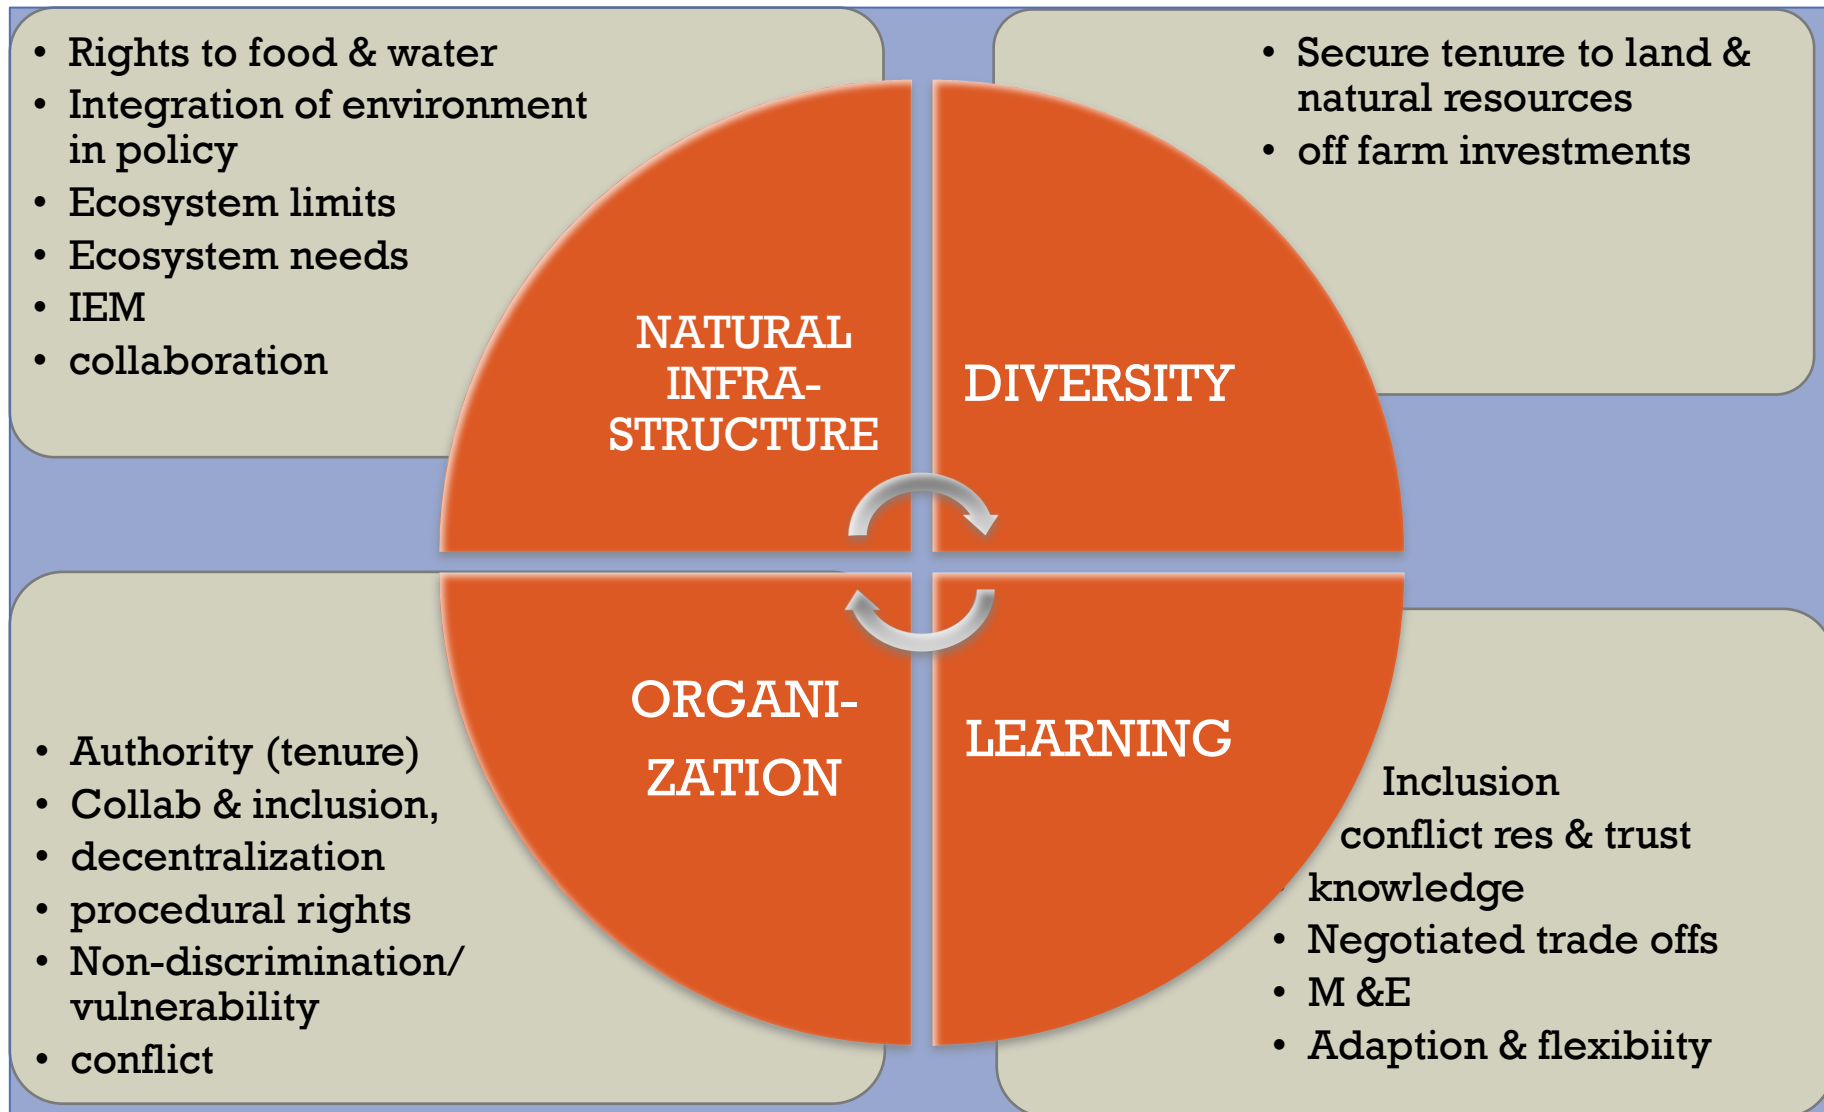 • Rights to food & water
• Integration of environment
in policy
• Ecosystem limits
• Ecosystem needs
• IEM
• collaboration
• Secure tenure to land &
natural resources
• off farm investments
NATURAL
INFRA-
STRUCTURE
DIVERSITY
ORGANI-
ZATION
LEARNING
• Authority (tenure)
• Collab & inclusion,
• decentralization
• procedural rights
• Non-discrimination/
vulnerability
• conflict
Inclusion
conflict res & trust
• knowledge
• Negotiated trade offs
• M &E
• Adaption & flexibiity